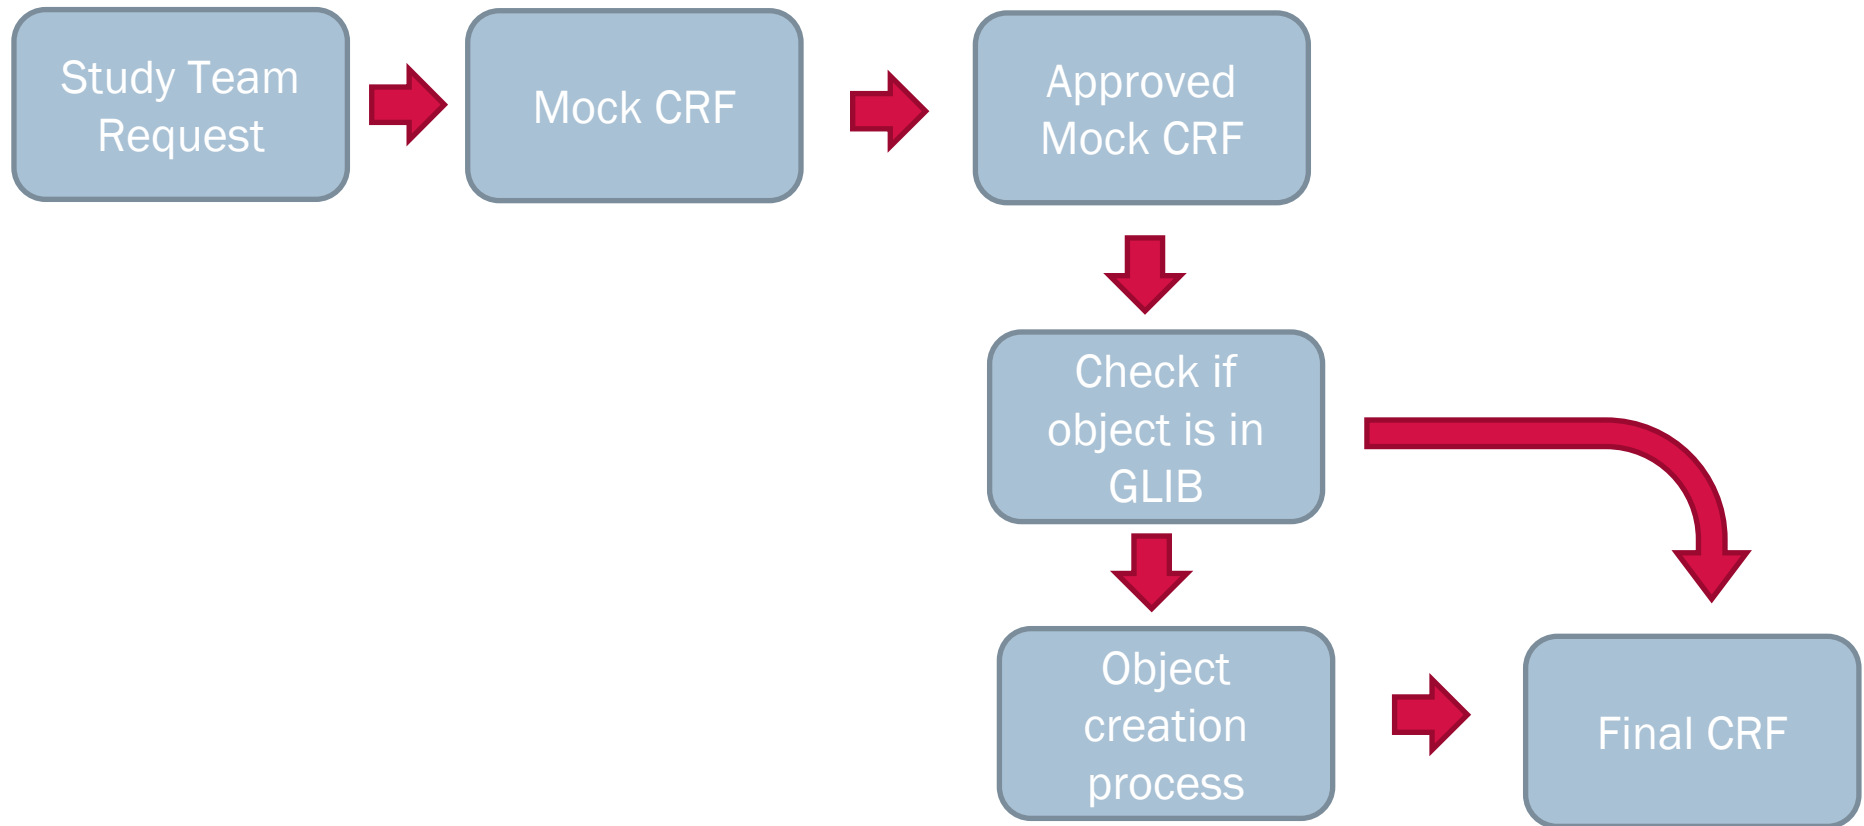 Study Team
Request
Mock CRF
Approved
Mock CRF
Check if
object is in
GLIB
Object
creation
process
Final CRF